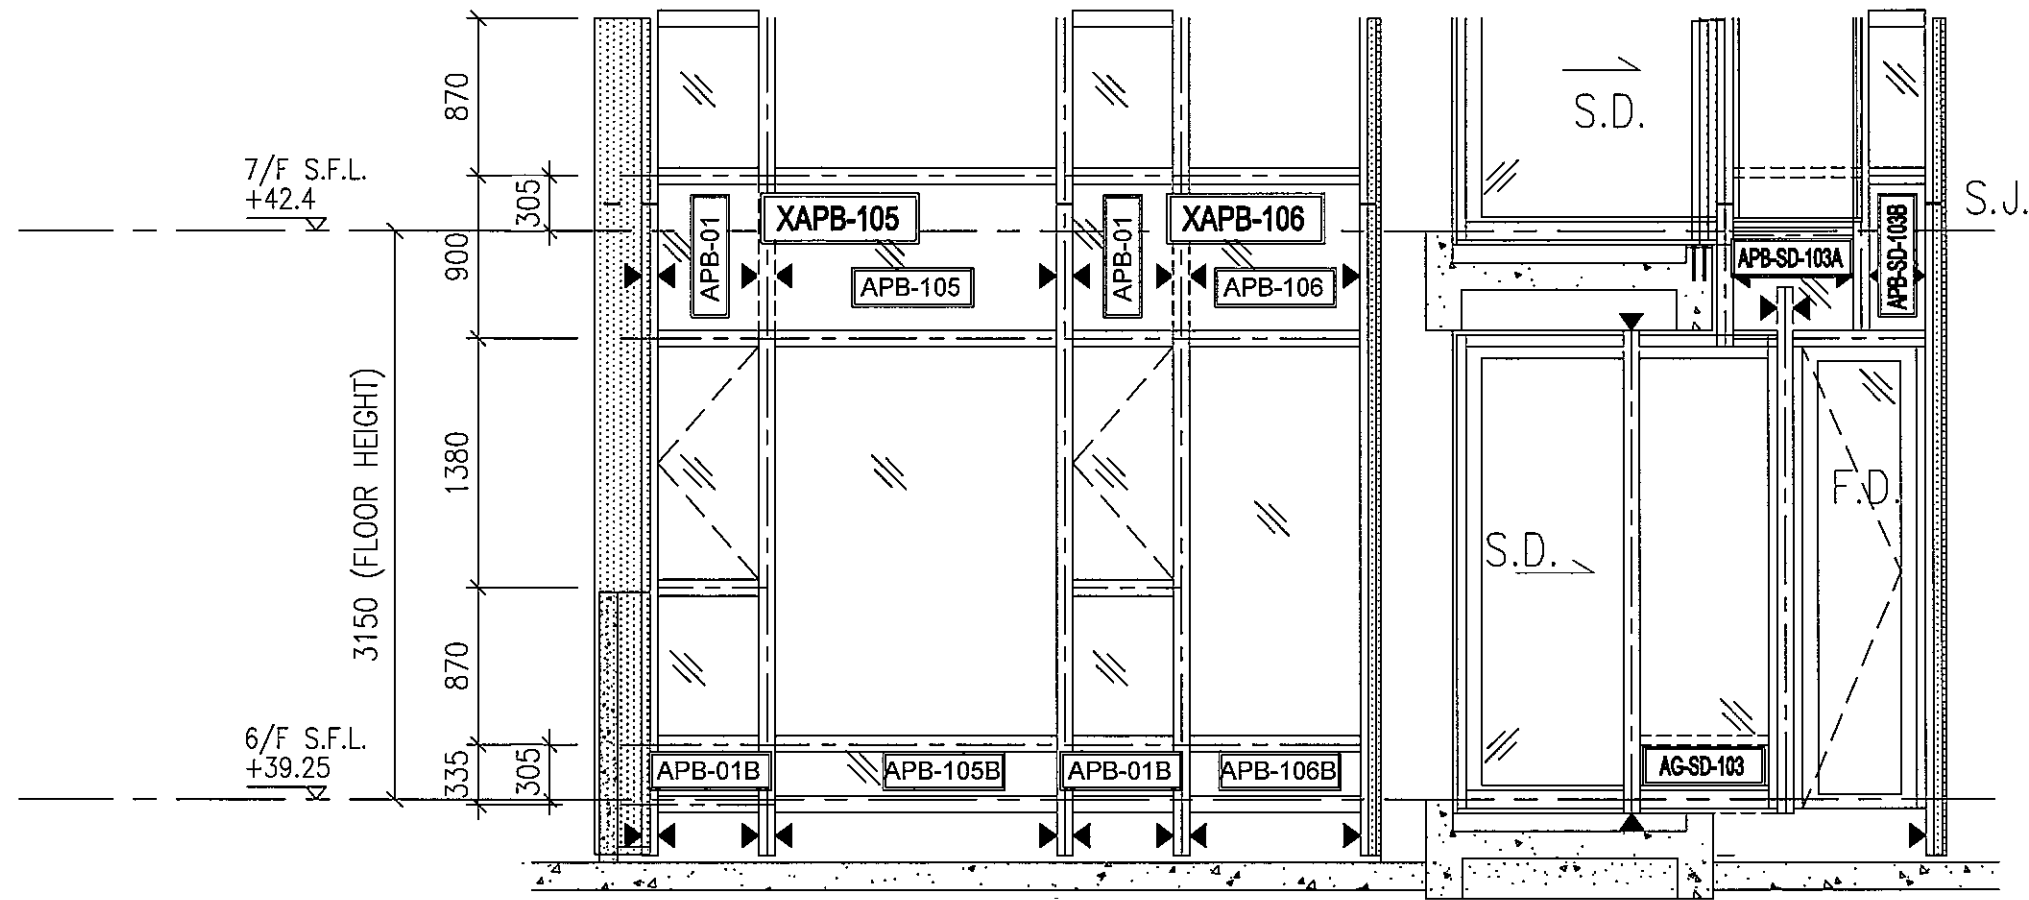 870
S.D.
7/F S.F.L.
+42.4
305
S.J.
APB-01
XAPB-105
APB-01
XAPB-106
900
APB-105
APB-106
APB-SD-103A
APB-SD-103B
3150 (FLOOR HEIGHT)
1380
F.D.
S.D.
870
6/F S.F.L.
+39.25
335
305
APB-01B
APB-105B
APB-01B
APB-106B
AG-SD-103